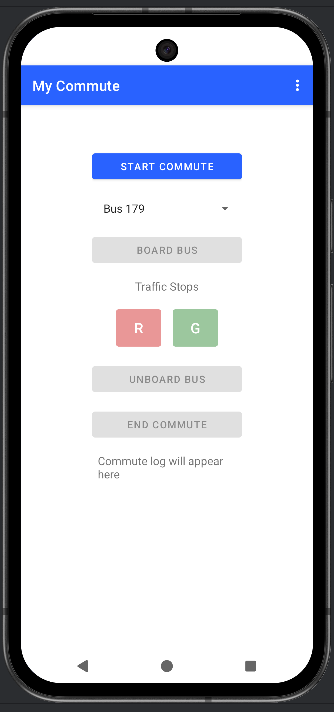 My Commute
START COMMUTE
Bus 179
BOARD BUS
Traffic Stops
R G
UNBOARD BUS
END COMMUTE
Commute log will appear
here